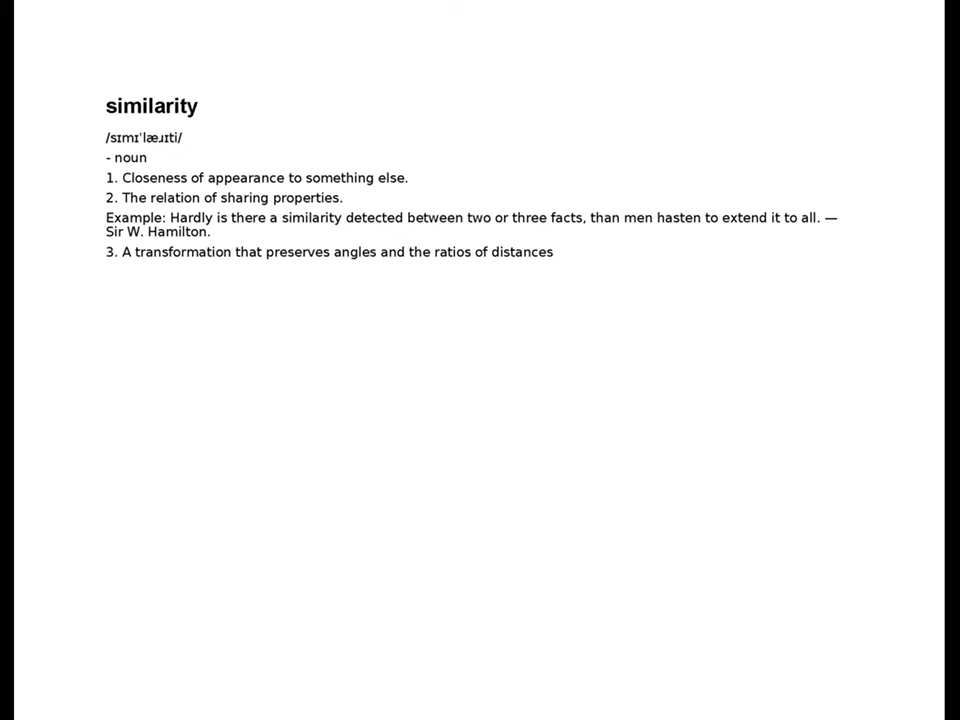 similarity
/sɪmɪˈlæɹɪti/
- noun
1. Closeness of appearance to something else.
2. The relation of sharing properties.
Example: Hardly is there a similarity detected between two or three facts, than men hasten to extend it to all. —
Sir W. Hamilton.
3. A transformation that preserves angles and the ratios of distances